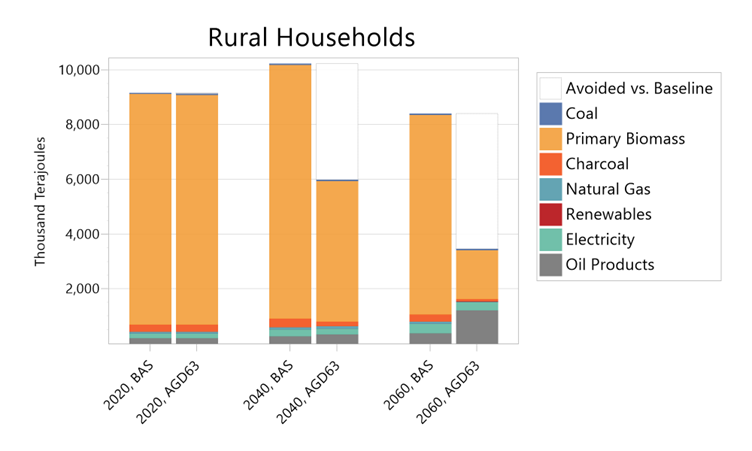 Rural Households
Thousand Terajoules
10,000
8,000
6,000
4,000
2,000
2020, BAS
2020, AGD63
2040, BAS
2040, AGD63
2060, BAS
2060, AGD63
Avoided vs. Baseline
Coal
Primary Biomass
Charcoal
Natural Gas
Renewables
Electricity
Oil Products